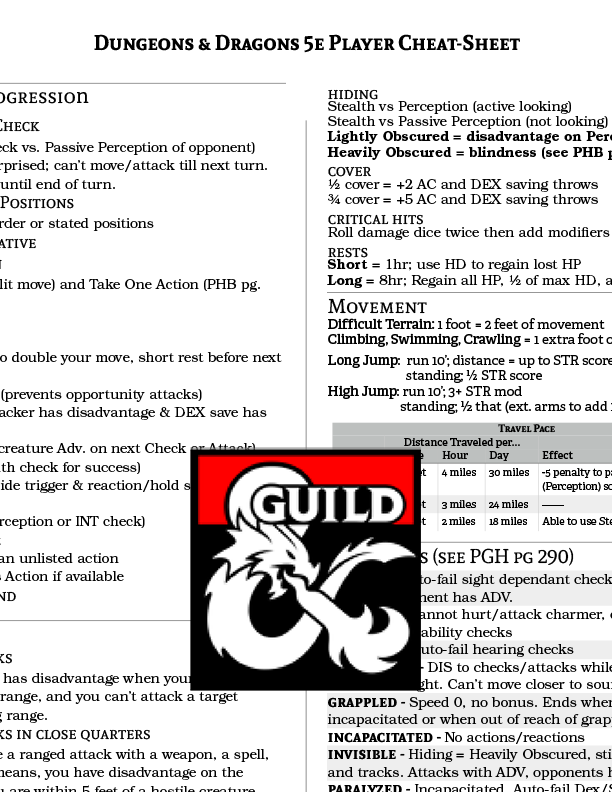 DUNGEONS & DRAGONS 5E PLAYER CHEAT-SHEET
OGRESSION
CHECK
eck vs. Passive Perception of opponent)
rprised; can't move/attack till next turn.
until end of turn.
POSITIONS
rder or stated positions
ATIVE
lit move) and Take One Action (PHB pg.
o double your move, short rest before next
(prevents opportunity attacks)
acker has disadvantage & DEX save has
creature Adv. on next Check or Attack)
th check for success)
ide trigger & reaction/hold s
rception or INT check)
an unlisted action
s Action if available
ND
KS
has disadvantage when your
range, and you can't attack a target
g range.
KS IN CLOSE QUARTERS
e a ranged attack with a weapon, a spell,
means, you have disadvantage on the
u are within 5 feet of a hostile creature
HIDING
Stealth vs Perception (active looking)
Stealth vs Passive Perception (not looking)
Lightly Obscured = disadvantage on Per
Heavily Obscured = blindness (see PHB p
COVER
½ cover = +2 AC and DEX saving throws
¾ cover = +5 AC and DEX saving throws
CRITICAL HITS
Roll damage dice twice then add modifiers
RESTS
Short = 1hr; use HD to regain lost HP
Long = 8hr; Regain all HP, ½ of max HD, a
MOVEMENT
Difficult Terrain: 1 foot = 2 feet of movement
Climbing, Swimming, Crawling = 1 extra foot o
Long Jump: run 10'; distance = up to STR score
standing; ½ STR score
High Jump: run 10'; 3+ STR mod
standing; ½ that (ext. arms to add
TRAVEL PACE
Distance Traveled per...
e Hour Day Effect
t 4 miles 30 miles -5 penalty to pa
(Perception) sc
t 3 miles 24 miles ——
t 2 miles 18 miles Able to use Ste
GUILD
S (SEE PGH PG 290)
to-fail sight dependant check
nent has ADV.
annot hurt/attack charmer,
ability checks
uto-fail hearing checks
- DIS to checks/attacks while
ght. Can't move closer to sour
GRAPPLED - Speed 0, no bonus. Ends when
incapacitated or when out of reach of grapp
INCAPACITATED - No actions/reactions
INVISIBLE - Hiding = Heavily Obscured, sti
and tracks. Attacks with ADV, opponents h
PARALYZED - Incapacitated, Auto-fail Dex/S